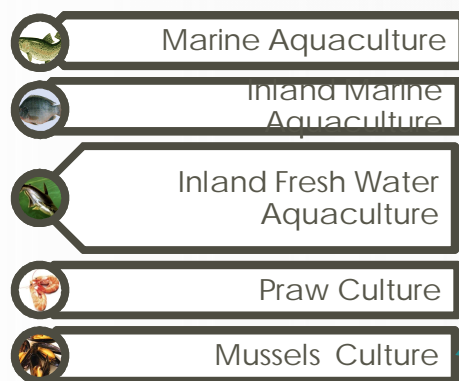 Marine Aquaculture
Inland Marine
Aquaculture
Inland Fresh Water
Aquaculture
Praw Culture
Mussels Culture